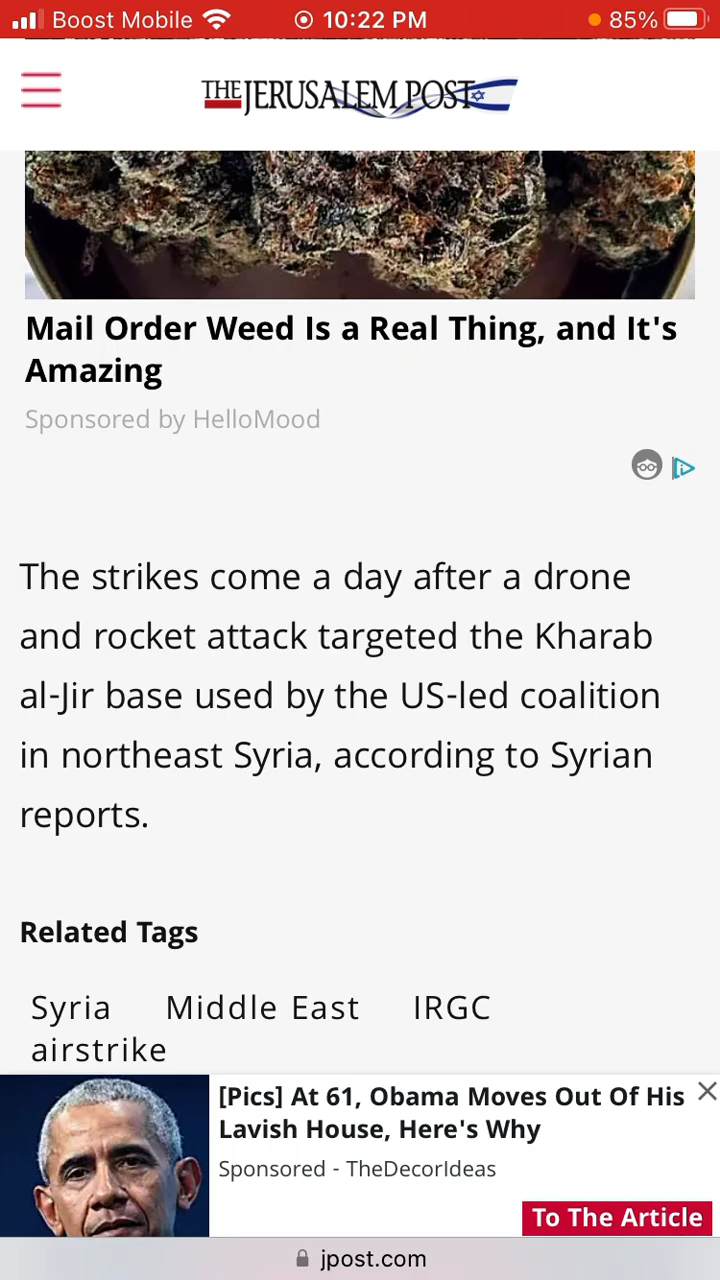 Boost Mobile 10:22 PM 85%
THE JERUSALEM POST
Mail Order Weed Is a Real Thing, and It's
Amazing
Sponsored by HelloMood
The strikes come a day after a drone
and rocket attack targeted the Kharab
al-Jir base used by the US-led coalition
in northeast Syria, according to Syrian
reports.
Related Tags
Syria Middle East IRGC
airstrike
[Pics] At 61, Obama Moves Out Of His
Lavish House, Here's Why
Sponsored - TheDecorIdeas
To The Article
jpost.com